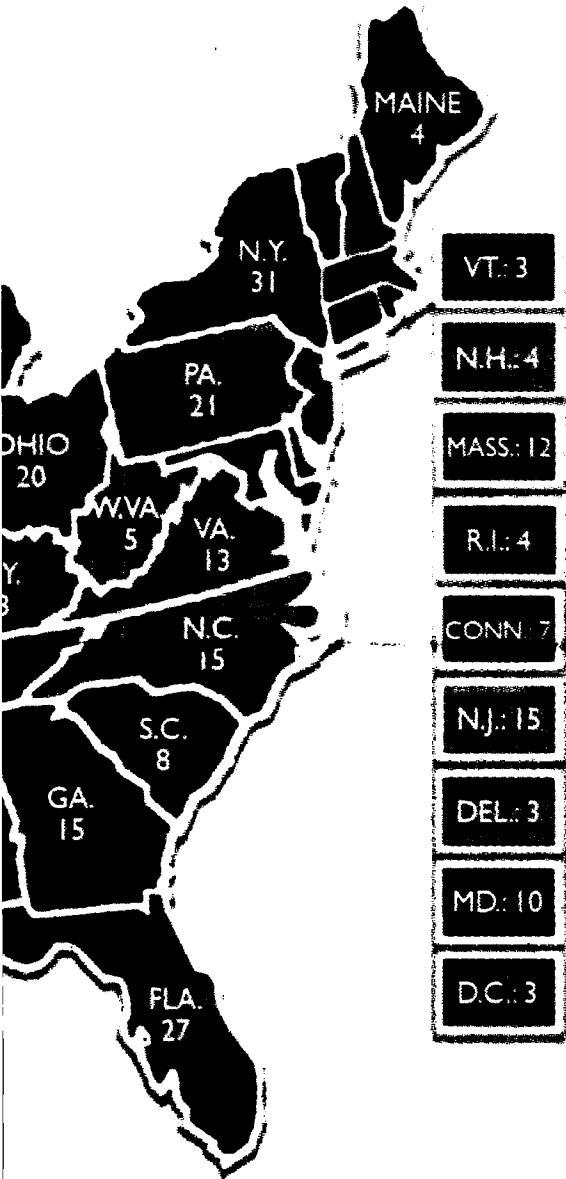 MAINE
4
N.Y.
31
VT.: 3
N.H.: 4
PA.
21
MASS.: 12
OHIO
20
W.VA.
5
VA.
13
R.I.: 4
Y.
3
N.C.
15
CONN.: 7
N.J.: 15
S.C.
8
GA.
15
DEL.: 3
MD.: 10
FLA.
27
D.C.: 3